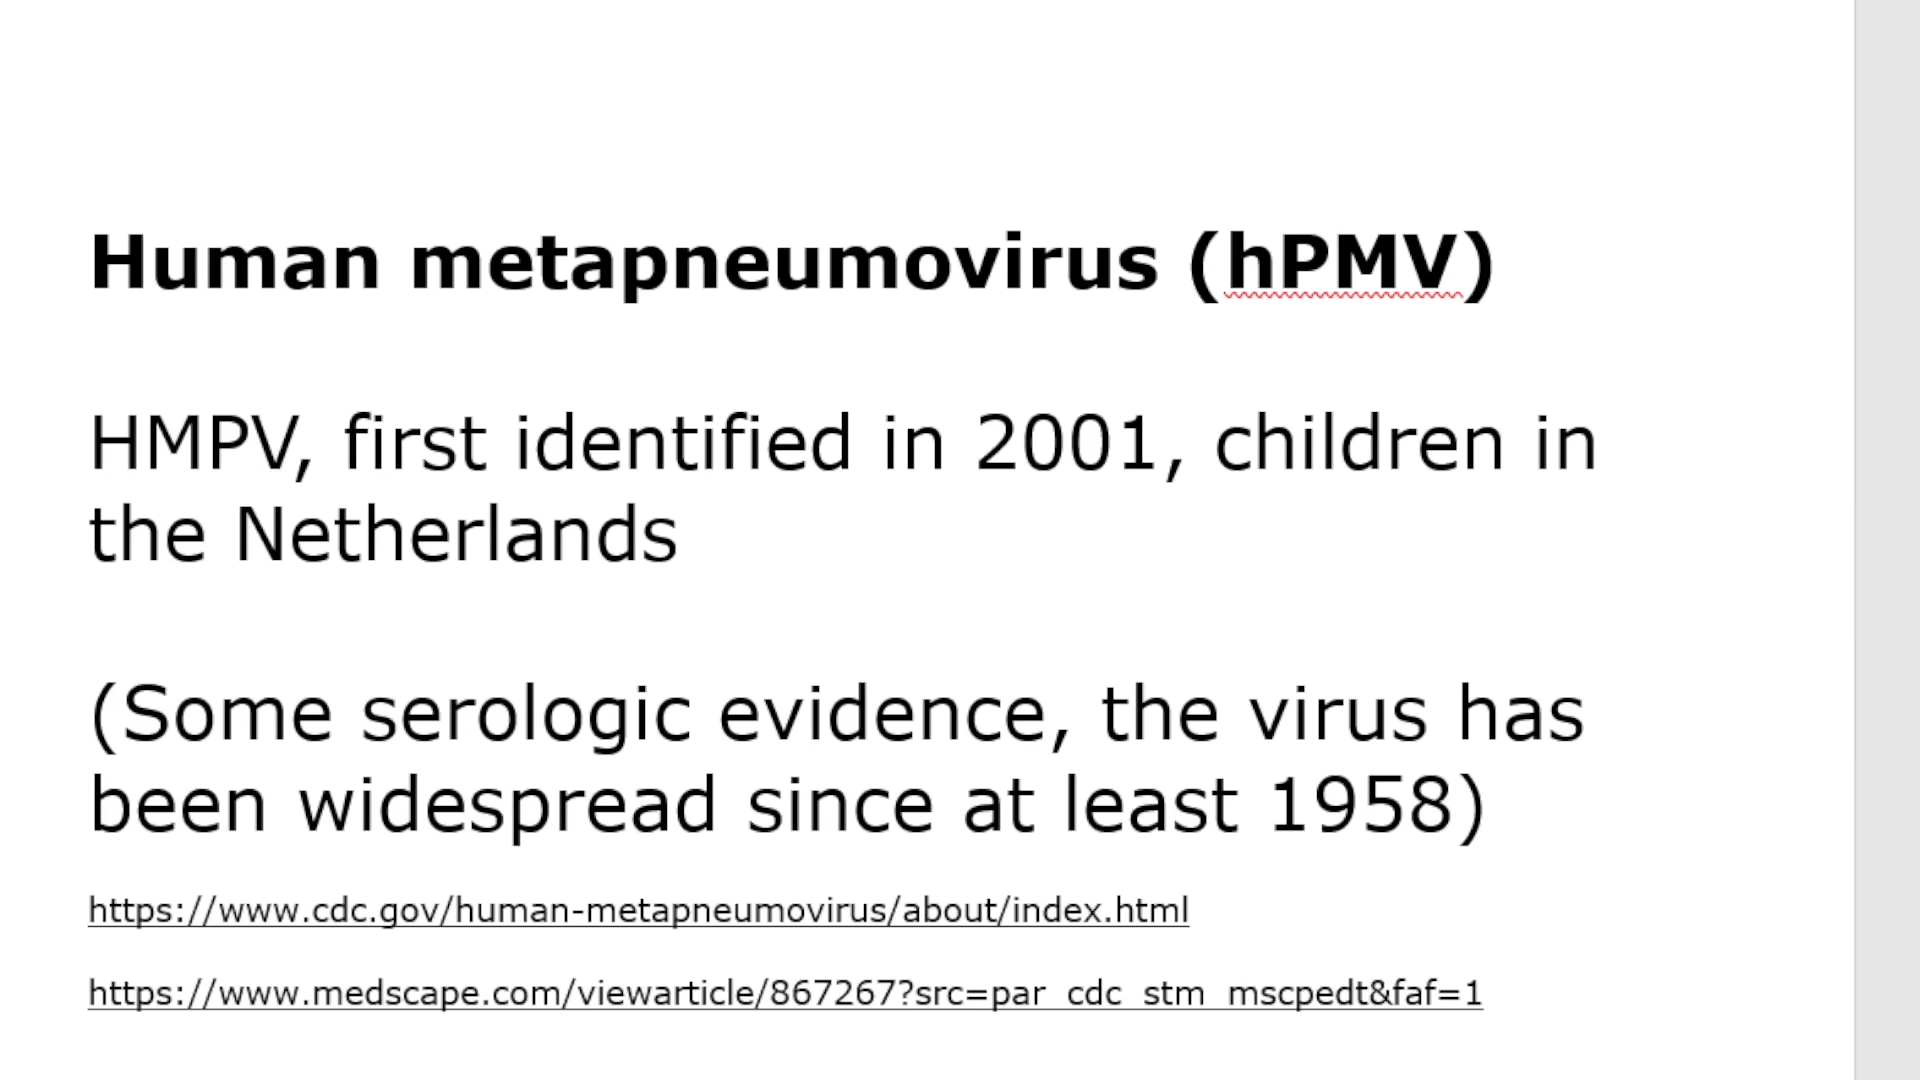 Human metapneumovirus (hPMV)
HMPV, first identified in 2001, children in
the Netherlands
(Some serologic evidence, the virus has
been widespread since at least 1958)
https://www.cdc.gov/human-metapneumovirus/about/index.html
https://www.medscape.com/viewarticle/867267?src=par_cdc_stm_mscpedt&faf=1